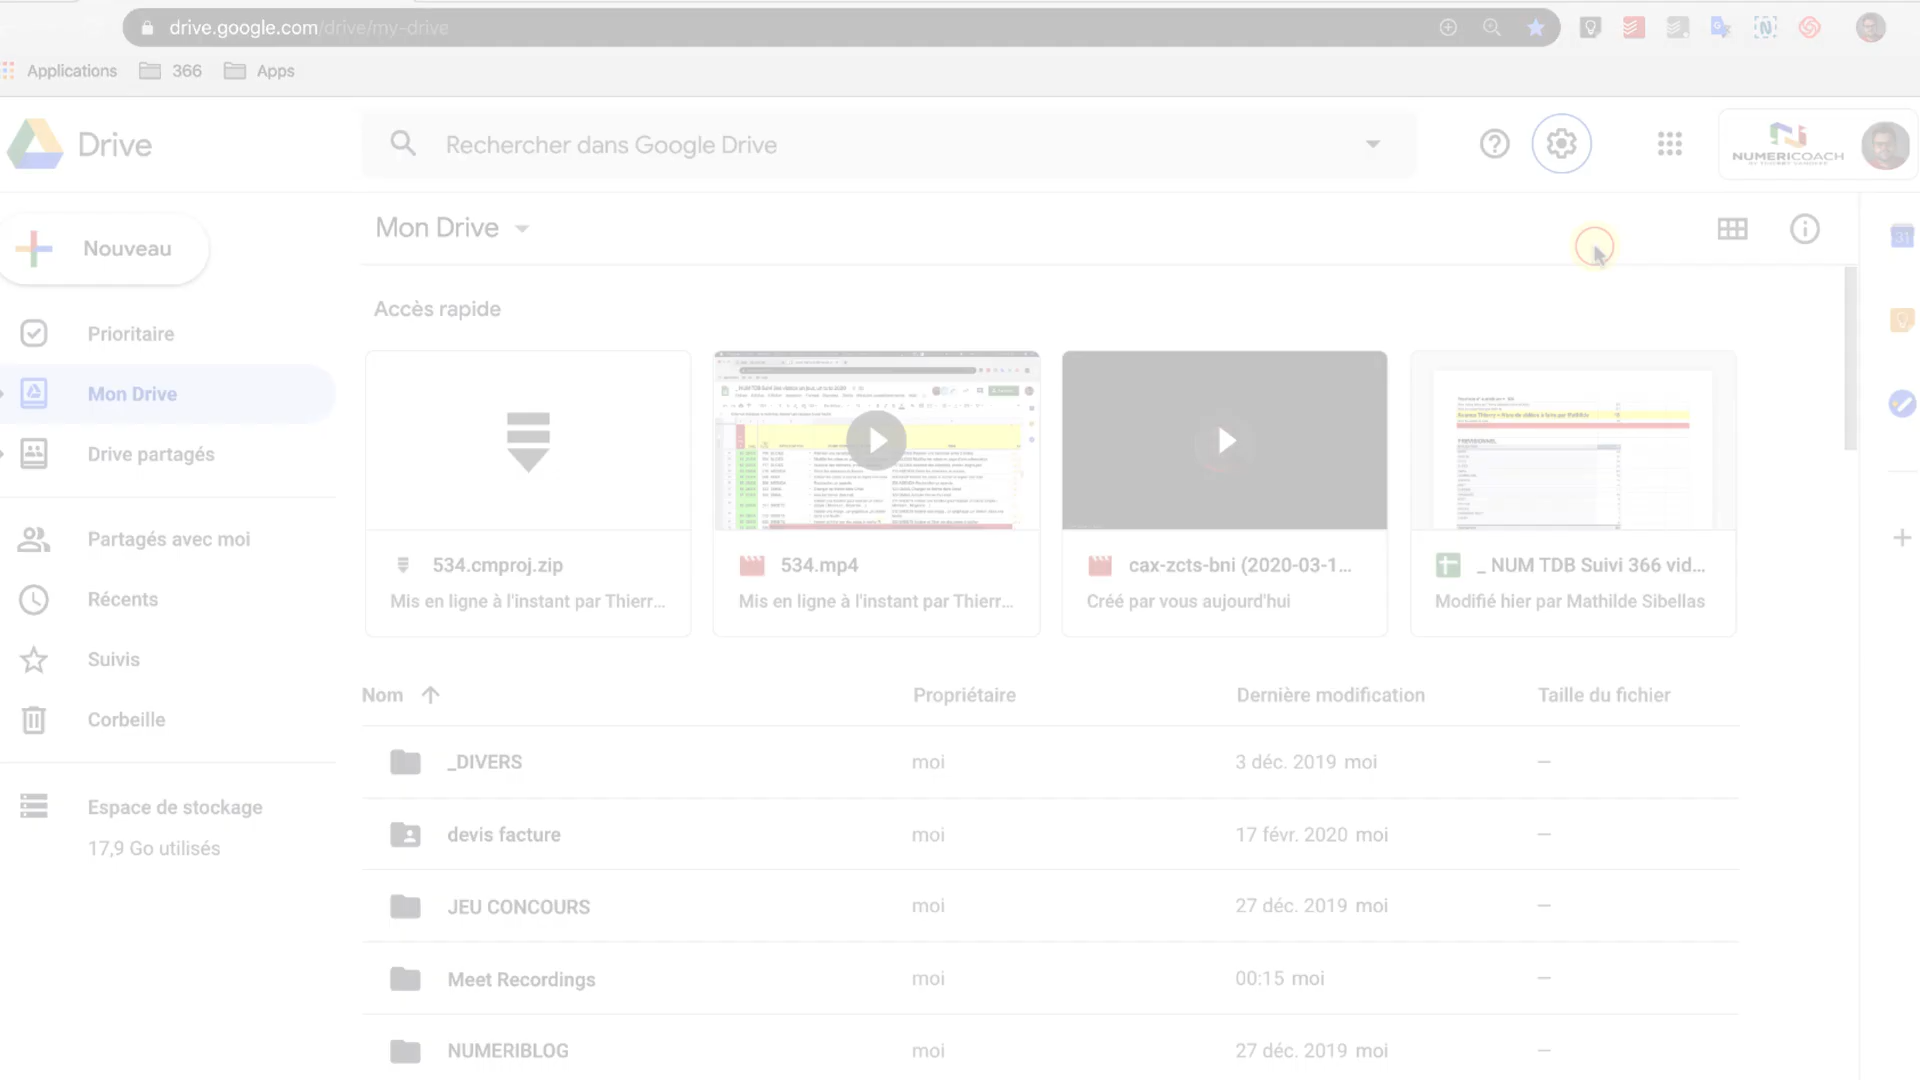 drive.google.com/drive/my-drive
Applications 366 Apps
Drive
Rechercher dans Google Drive
NUMERICOACH
Nouveau
Mon Drive
31
Accès rapide
Prioritaire
Mon Drive
Drive partagés
Partagés avec moi
Récents
Suivis
Corbeille
Espace de stockage
17,9 Go utilisés
534.cmproj.zip
Mis en ligne à l'instant par Thierr...
534.mp4
Mis en ligne à l'instant par Thierr...
cax-zcts-bni (2020-03-1...
Créé par vous aujourd'hui
_ NUM TDB Suivi 366 vid...
Modifié hier par Mathilde Sibellas
Nom Propriétaire Dernière modification Taille du fichier
_DIVERS moi 3 déc. 2019 moi —
devis facture moi 17 févr. 2020 moi —
JEU CONCOURS moi 27 déc. 2019 moi —
Meet Recordings moi 00:15 moi —
NUMERIBLOG moi 27 déc. 2019 moi —